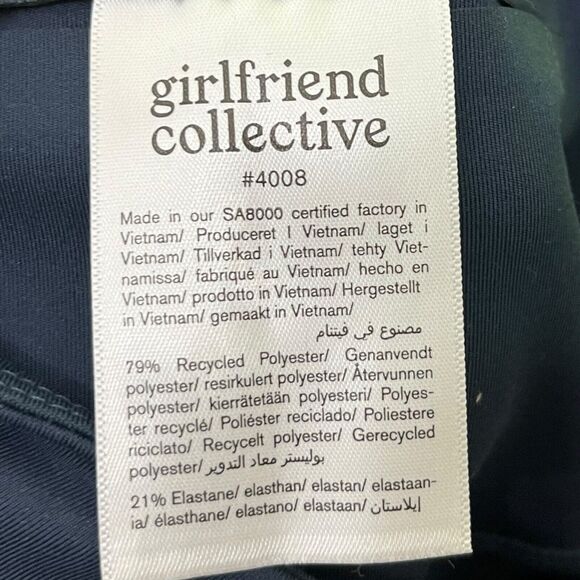 girlfriend
collective
#4008
Made in our SA8000 certified factory in
Vietnam/ Produceret I Vietnam/ laget i
Vietnam/ Tillverkad i Vietnam/ tehty Viet-
namissa/ fabriqué au Vietnam/ hecho en
Vietnam/ prodotto in Vietnam/ Hergestellt
in Vietnam/ gemaakt in Vietnam/
مصنوع في فيتنام
79% Recycled Polyester/ Genanvendt
polyester/ resirkulert polyester/ Återvunnen
polyester/ kierrätetään polyesteri/ Polyes-
ter recyclé/ Poliéster reciclado/ Poliestere
riciclato/ Recycelt polyester/ Gerecycled
polyester/ بوليستر معاد التدوير
21% Elastane/ elasthan/ elastan/ elastaan-
ia/ élasthane/ elastano/ elastaan/ إيلاستان